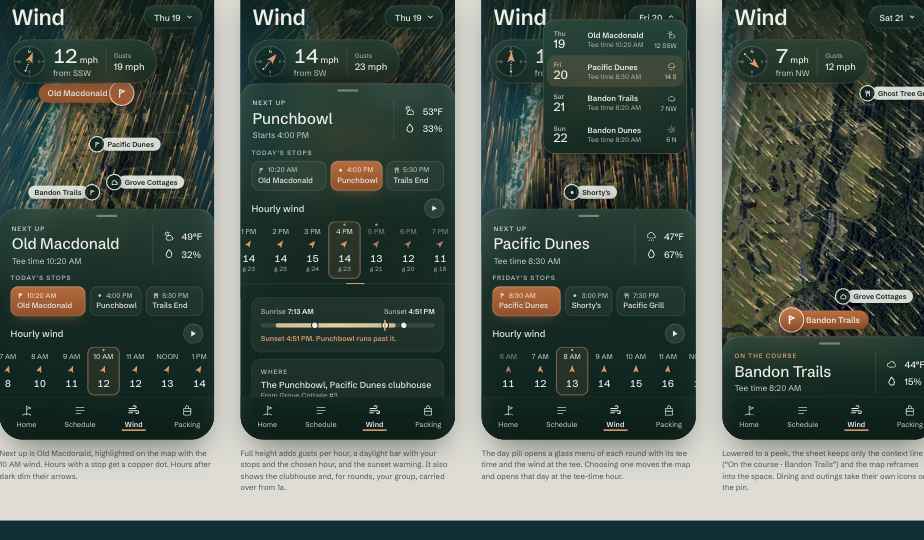 Wind
Thu 19
12 mph
from SSW
Gusts
19 mph
Old Macdonald
Pacific Dunes
Grove Cottages
Bandon Trails
NEXT UP
Old Macdonald
Tee time 10:20 AM
49°F
32%
TODAY'S STOPS
10:20 AM
Old Macdonald
4:00 PM
Punchbowl
5:30 PM
Trails End
Hourly wind
7 AM 8 AM 9 AM 10 AM 11 AM NOON 1 PM
8 10 11 12 12 13 14
Home Schedule Wind Packing
Next up is Old Macdonald, highlighted on the map with the
10 AM wind. Hours with a stop get a copper dot. Hours after
dark dim their arrows.
Wind
Thu 19
14 mph
from SW
Gusts
23 mph
NEXT UP
Punchbowl
Starts 4:00 PM
53°F
33%
TODAY'S STOPS
10:20 AM
Old Macdonald
4:00 PM
Punchbowl
5:30 PM
Trails End
Hourly wind
1 PM 2 PM 3 PM 4 PM 5 PM 6 PM 7 PM
14 14 15 14 13 12 11
23 23 24 23 21 20 18
Sunrise 7:13 AM
Sunset 4:51 PM
Sunset 4:51 PM. Punchbowl runs past it.
WHERE
The Punchbowl, Pacific Dunes clubhouse
From Grove Cottage #2
Home Schedule Wind Packing
Full height adds gusts per hour, a daylight bar with your
stops and the chosen hour, and the sunset warning. It also
shows the clubhouse and, for rounds, your group, carried
over from 1a.
Wind
Fri 20
1
Thu
19
Old Macdonald
Tee time 10:20 AM
12 SSW
Fri
20
Pacific Dunes
Tee time 8:30 AM
14 S
Sat
21
Bandon Trails
Tee time 8:20 AM
7 NW
Sun
22
Bandon Dunes
Tee time 8:30 AM
6 N
Shorty's
NEXT UP
Pacific Dunes
Tee time 8:30 AM
47°F
67%
FRIDAY'S STOPS
8:30 AM
Pacific Dunes
3:00 PM
Shorty's
7:30 PM
Pacific Grill
Hourly wind
6 AM 7 AM 8 AM 9 AM 10 AM 11 AM
11 12 13 14 15 15 16
Home Schedule Wind Packing
The day pill opens a glass menu of each round with its tee
time and the wind at the tee. Choosing one moves the map
and opens that day at the tee-time hour.
Wind
Sat 21
7 mph
from NW
Gusts
12 mph
Ghost Tree Gr
Grove Cottages
Bandon Trails
ON THE COURSE
Bandon Trails
Tee time 8:20 AM
44°F
15%
Home Schedule Wind Packing
Lowered to a peek, the sheet keeps only the context line
("On the course · Bandon Trails") and the map reframes
into the space. Dining and outings take their own icons on
the pin.